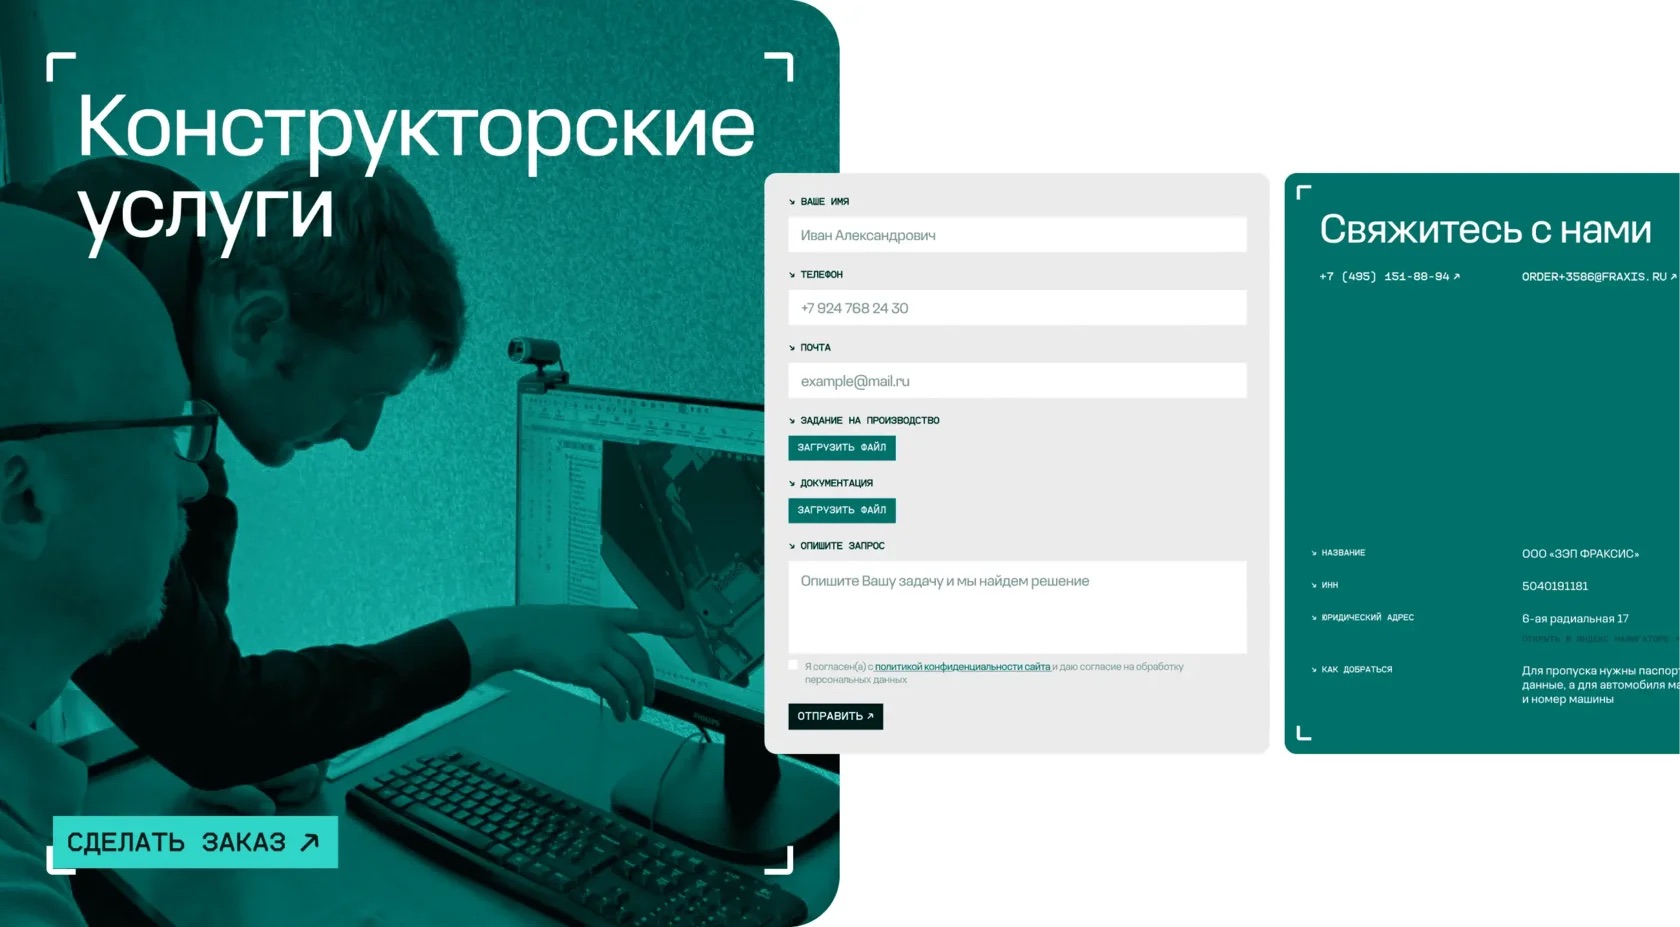 Конструкторские
услуги
СДЕЛАТЬ ЗАКАЗ ↗
↘ ВАШЕ ИМЯ
Иван Александрович
↘ ТЕЛЕФОН
+7 924 768 24 30
↘ ПОЧТА
example@mail.ru
↘ ЗАДАНИЕ НА ПРОИЗВОДСТВО
ЗАГРУЗИТЬ ФАЙЛ
↘ ДОКУМЕНТАЦИЯ
ЗАГРУЗИТЬ ФАЙЛ
↘ ОПИШИТЕ ЗАПРОС
Опишите Вашу задачу и мы найдем решение
Я согласен(а) с политикой конфиденциальности сайта и даю согласие на обработку
персональных данных
ОТПРАВИТЬ ↗
Свяжитесь с нами
+7 (495) 151-88-94 ↗
ORDER+3586@FRAXIS.RU ↗
↘ НАЗВАНИЕ
ООО «ЗЭП ФРАКСИС»
↘ ИНН
5040191181
↘ ЮРИДИЧЕСКИЙ АДРЕС
6-ая радиальная 17
ОТКРЫТЬ В ЯНДЕКС НАВИГАТОРЕ
↘ КАК ДОБРАТЬСЯ
Для пропуска нужны паспор
данные, а для автомобиля ма
и номер машины
PHILIPS